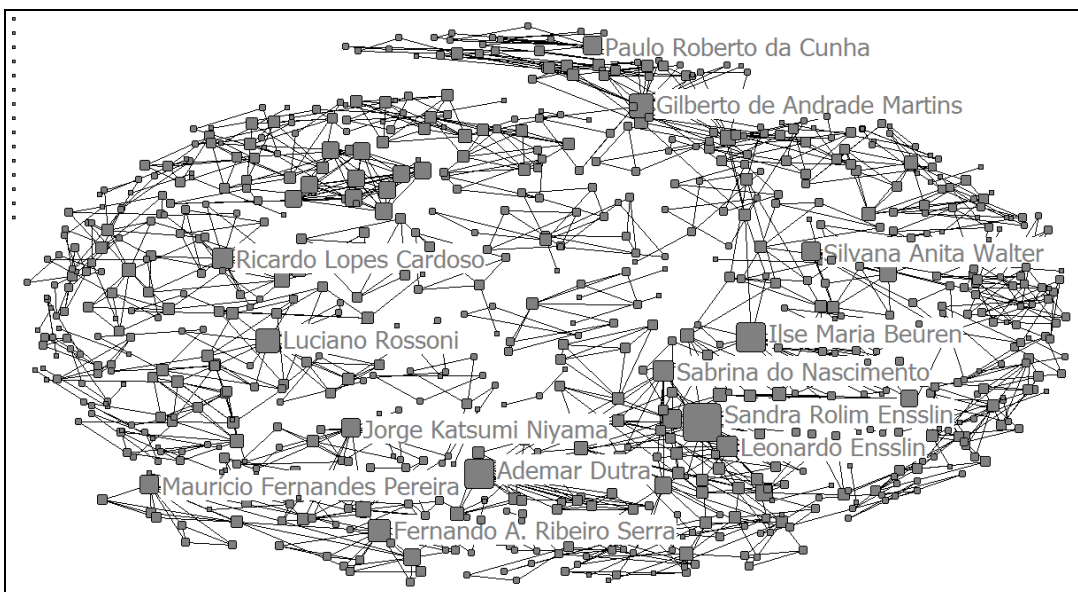 Paulo Roberto da Cunha
Gilberto de Andrade Martins
Silvana Anita Walter
Ricardo Lopes Cardoso
Ilse Maria Beuren
Luciano Rossoni
Sabrina do Nascimento
Sandra Rolim Ensslin
Jorge Katsumi Niyama
Leonardo Ensslin
Ademar Dutra
Maurício Fernandes Pereira
Fernando A. Ribeiro Serra